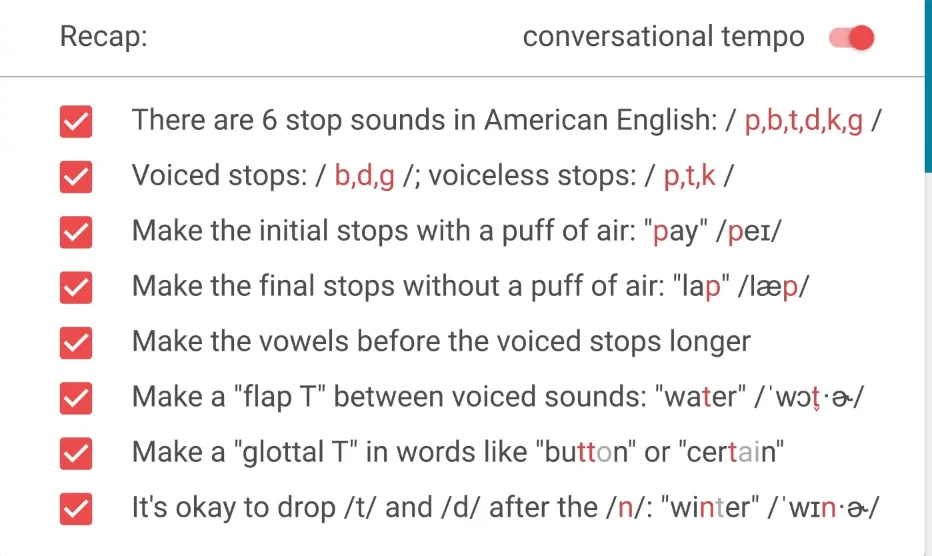 Recap:
conversational tempo
There are 6 stop sounds in American English: / p,b,t,d,k,g /
Voiced stops: / b,d,g /; voiceless stops: / p,t,k /
Make the initial stops with a puff of air: "pay" /peɪ/
Make the final stops without a puff of air: "lap" /læp/
Make the vowels before the voiced stops longer
Make a "flap T" between voiced sounds: "water" /ˈwɔt̬·ɚ/
Make a "glottal T" in words like "button" or "certain"
It's okay to drop /t/ and /d/ after the /n/: "winter" /ˈwɪn·ɚ/